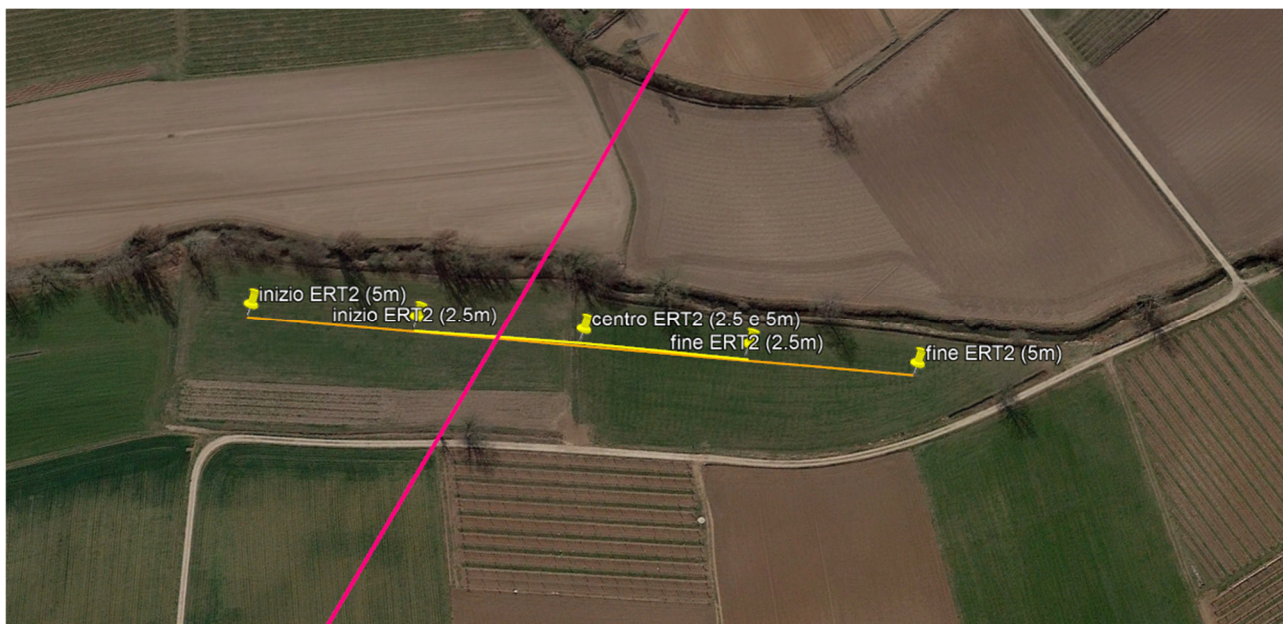 inizio ERT2 (5m)
inizio ERT2 (2.5m)
centro ERT2 (2.5 e 5m)
fine ERT2 (2.5m)
fine ERT2 (5m)